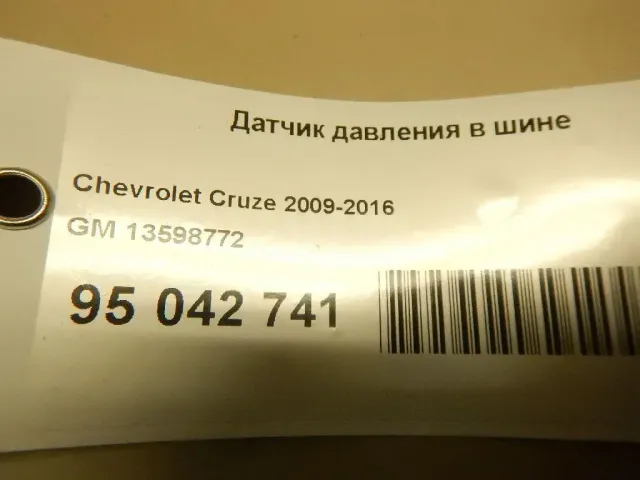 Датчик давления в шине
Chevrolet Cruze 2009-2016
GM 13598772
95 042 741